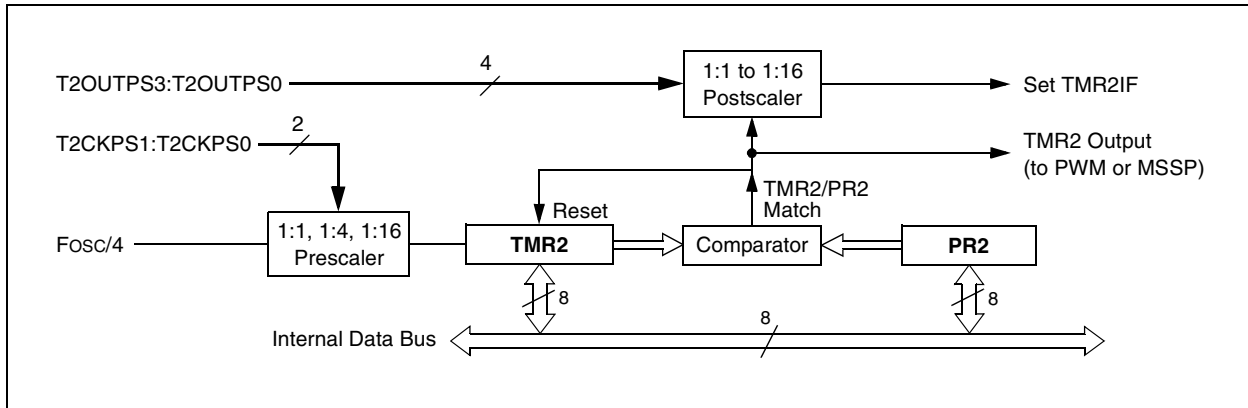 4
T2OUTPS3:T2OUTPS0
1:1 to 1:16
Postscaler
Set TMR2IF
2
T2CKPS1:T2CKPS0
TMR2 Output
(to PWM or MSSP)
TMR2/PR2
Match
Reset
FOSC/4
1:1, 1:4, 1:16
Prescaler
TMR2
Comparator
PR2
8
8
8
Internal Data Bus